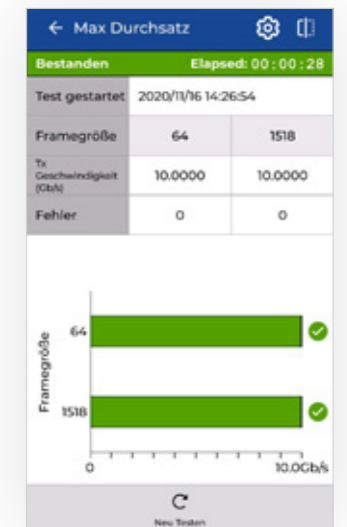 Max Durchsatz
Bestanden Elapsed: 00:00:28
Test gestartet 2020/11/16 14:26:54
Framegröße 64 1518
Tx
Geschwindigkeit
(Gb/s)
10.0000 10.0000
Fehler 0 0
Framegröße
64
1518
0 10.0Gb/s
Neu Testen